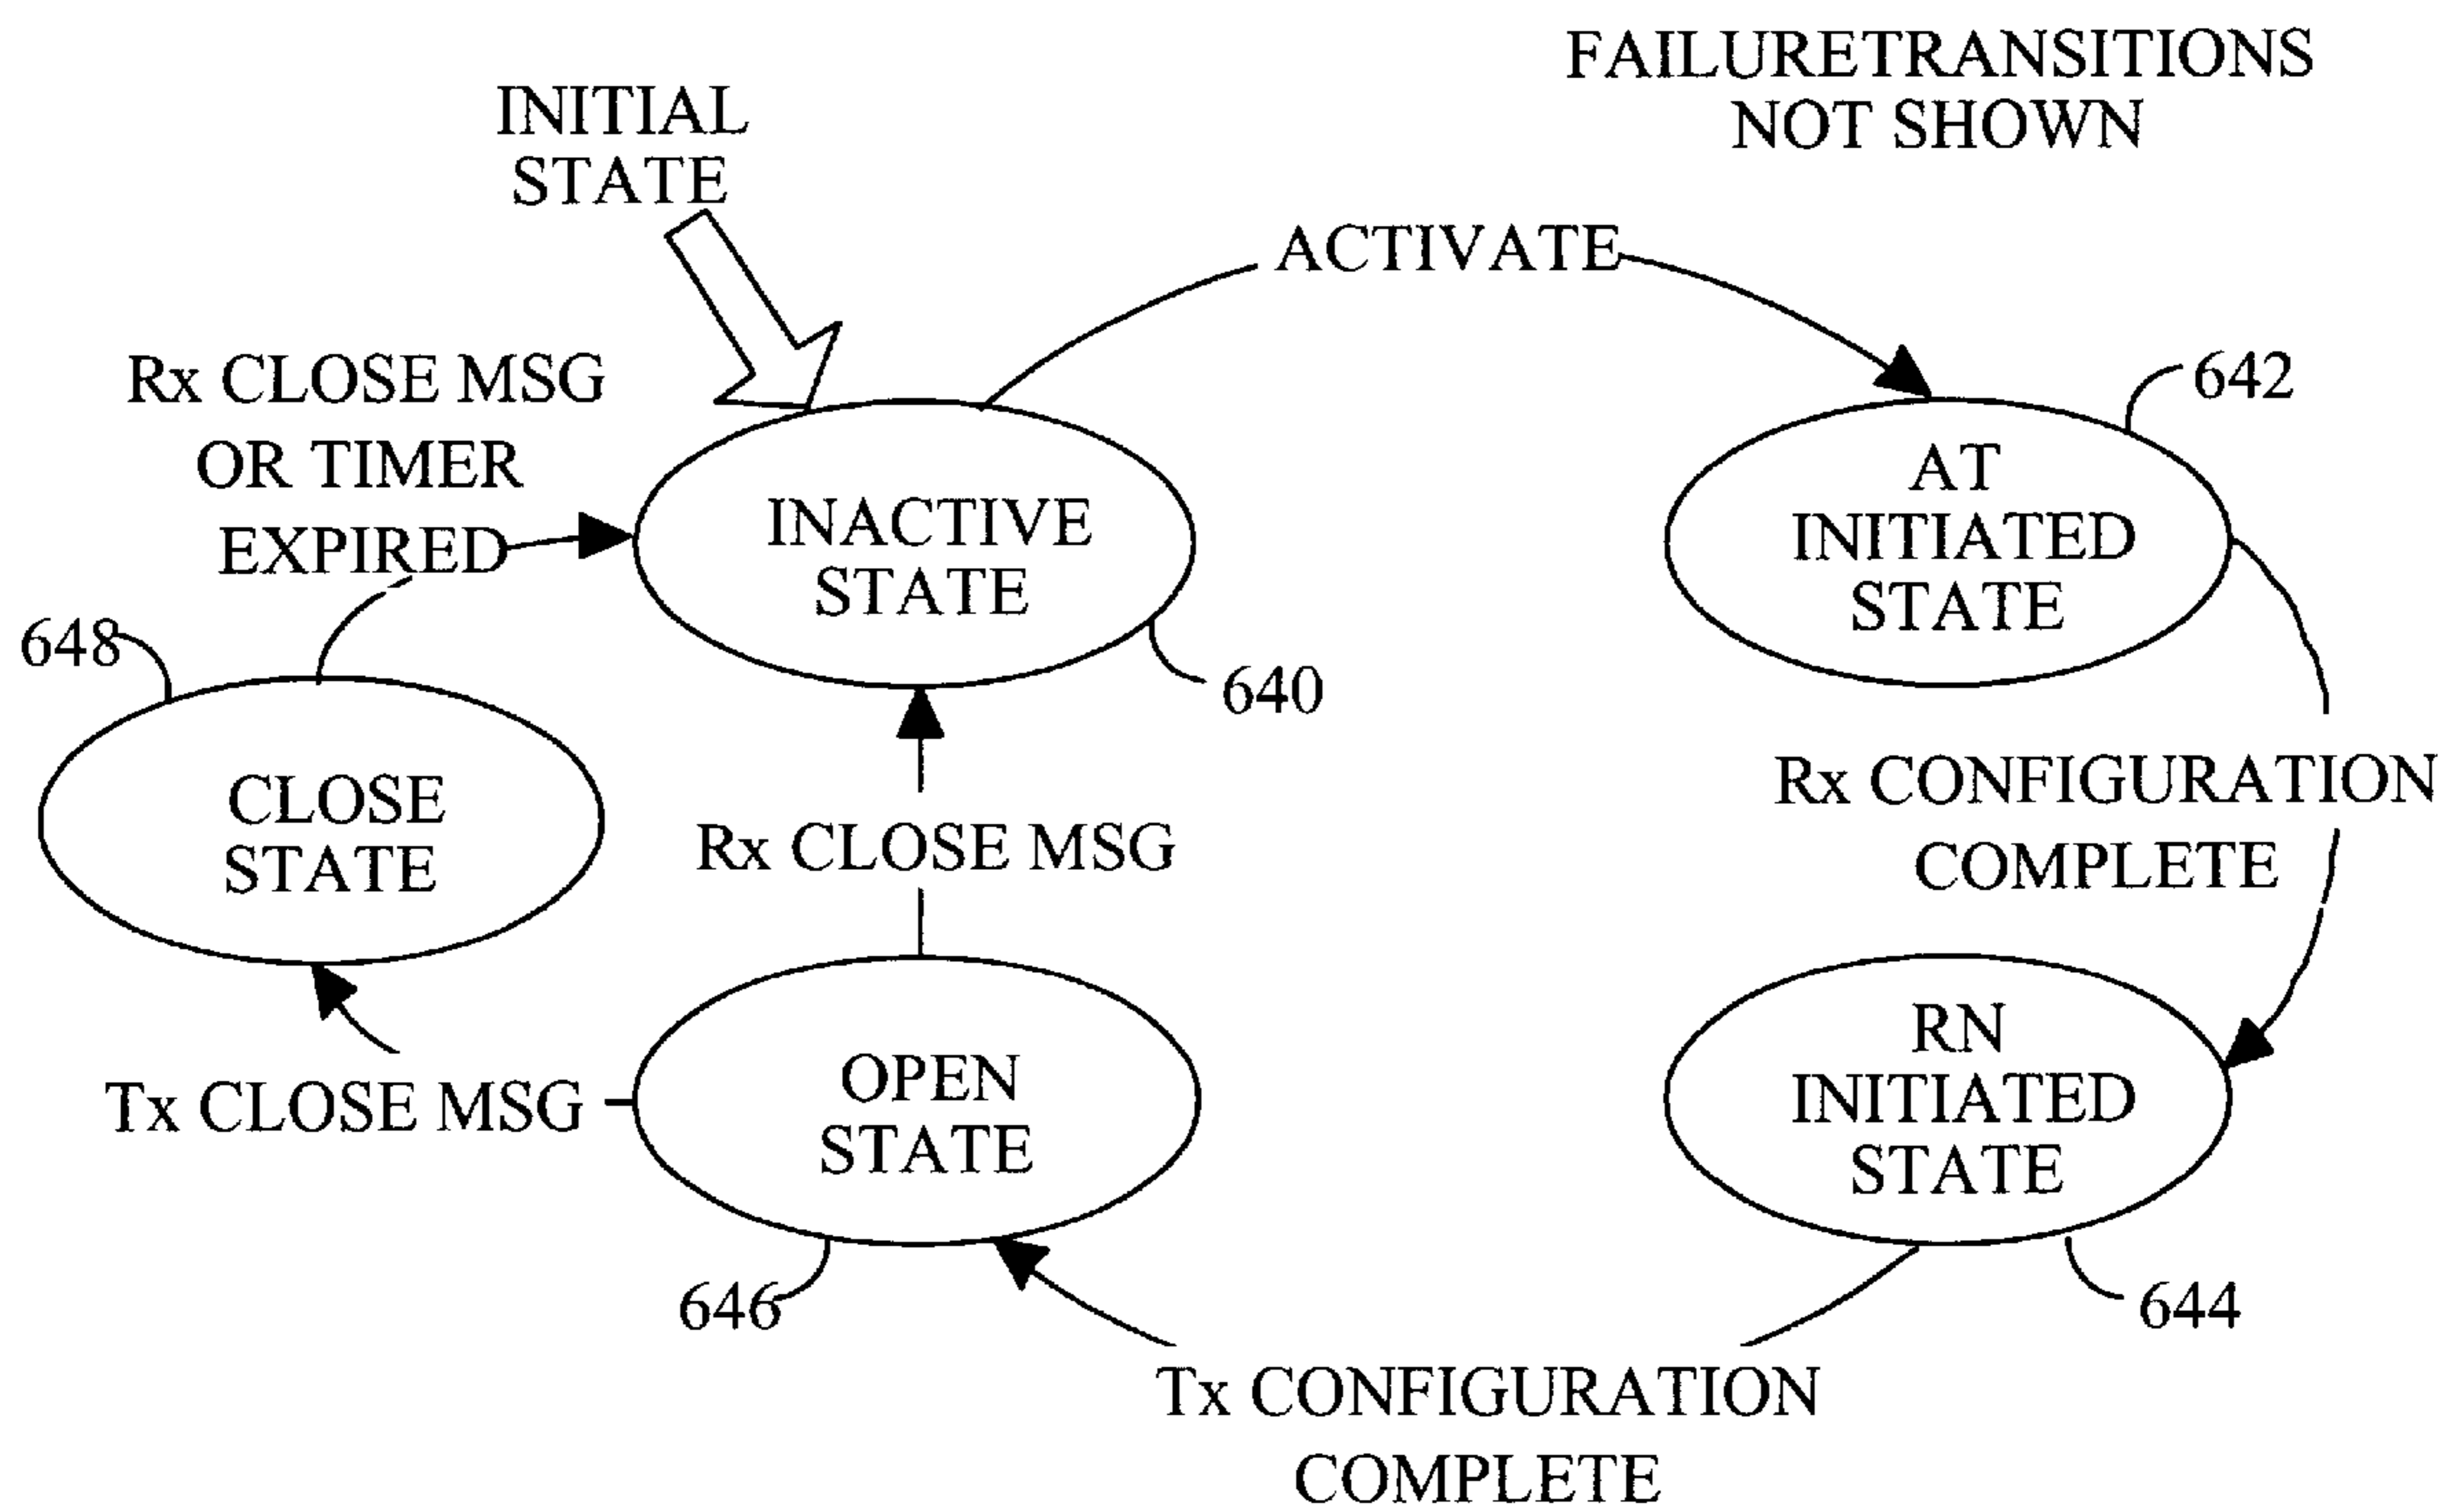 FAILURETRANSITIONS
NOT SHOWN
INITIAL
STATE
ACTIVATE
Rx CLOSE MSG
OR TIMER
EXPIRED
642
AT
INITIATED
STATE
INACTIVE
STATE
648
640
CLOSE
STATE
Rx CLOSE MSG
Rx CONFIGURATION
COMPLETE
RN
INITIATED
STATE
OPEN
STATE
Tx CLOSE MSG
646
644
Tx CONFIGURATION
COMPLETE